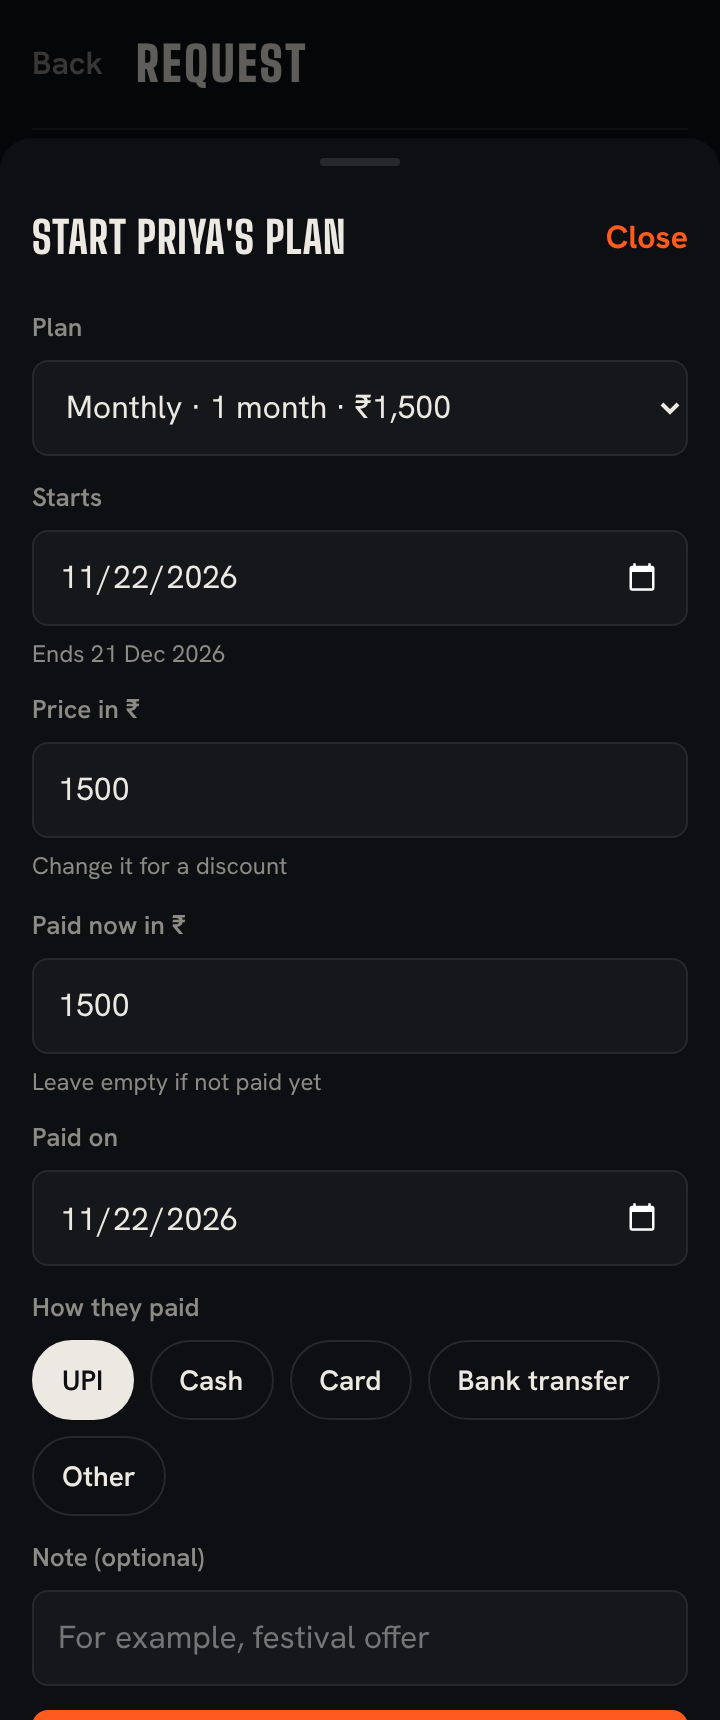 Back REQUEST
START PRIYA'S PLAN Close
Plan
Monthly · 1 month · ₹1,500
Starts
11/22/2026
Ends 21 Dec 2026
Price in ₹
1500
Change it for a discount
Paid now in ₹
1500
Leave empty if not paid yet
Paid on
11/22/2026
How they paid
UPI Cash Card Bank transfer
Other
Note (optional)
For example, festival offer